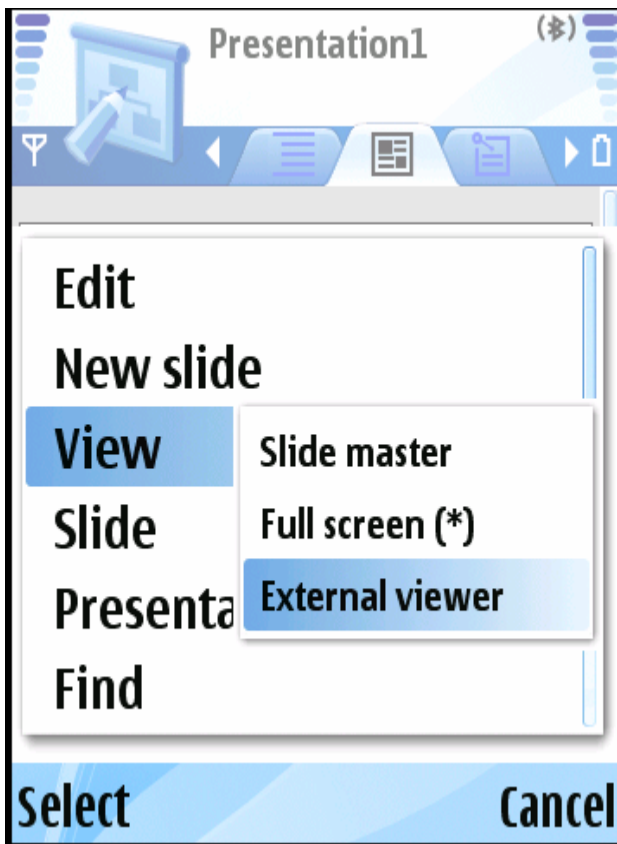 Presentation1
Edit
New slide
View
Slide master
Slide
Full screen (*)
Presenta
External viewer
Find
Select
Cancel